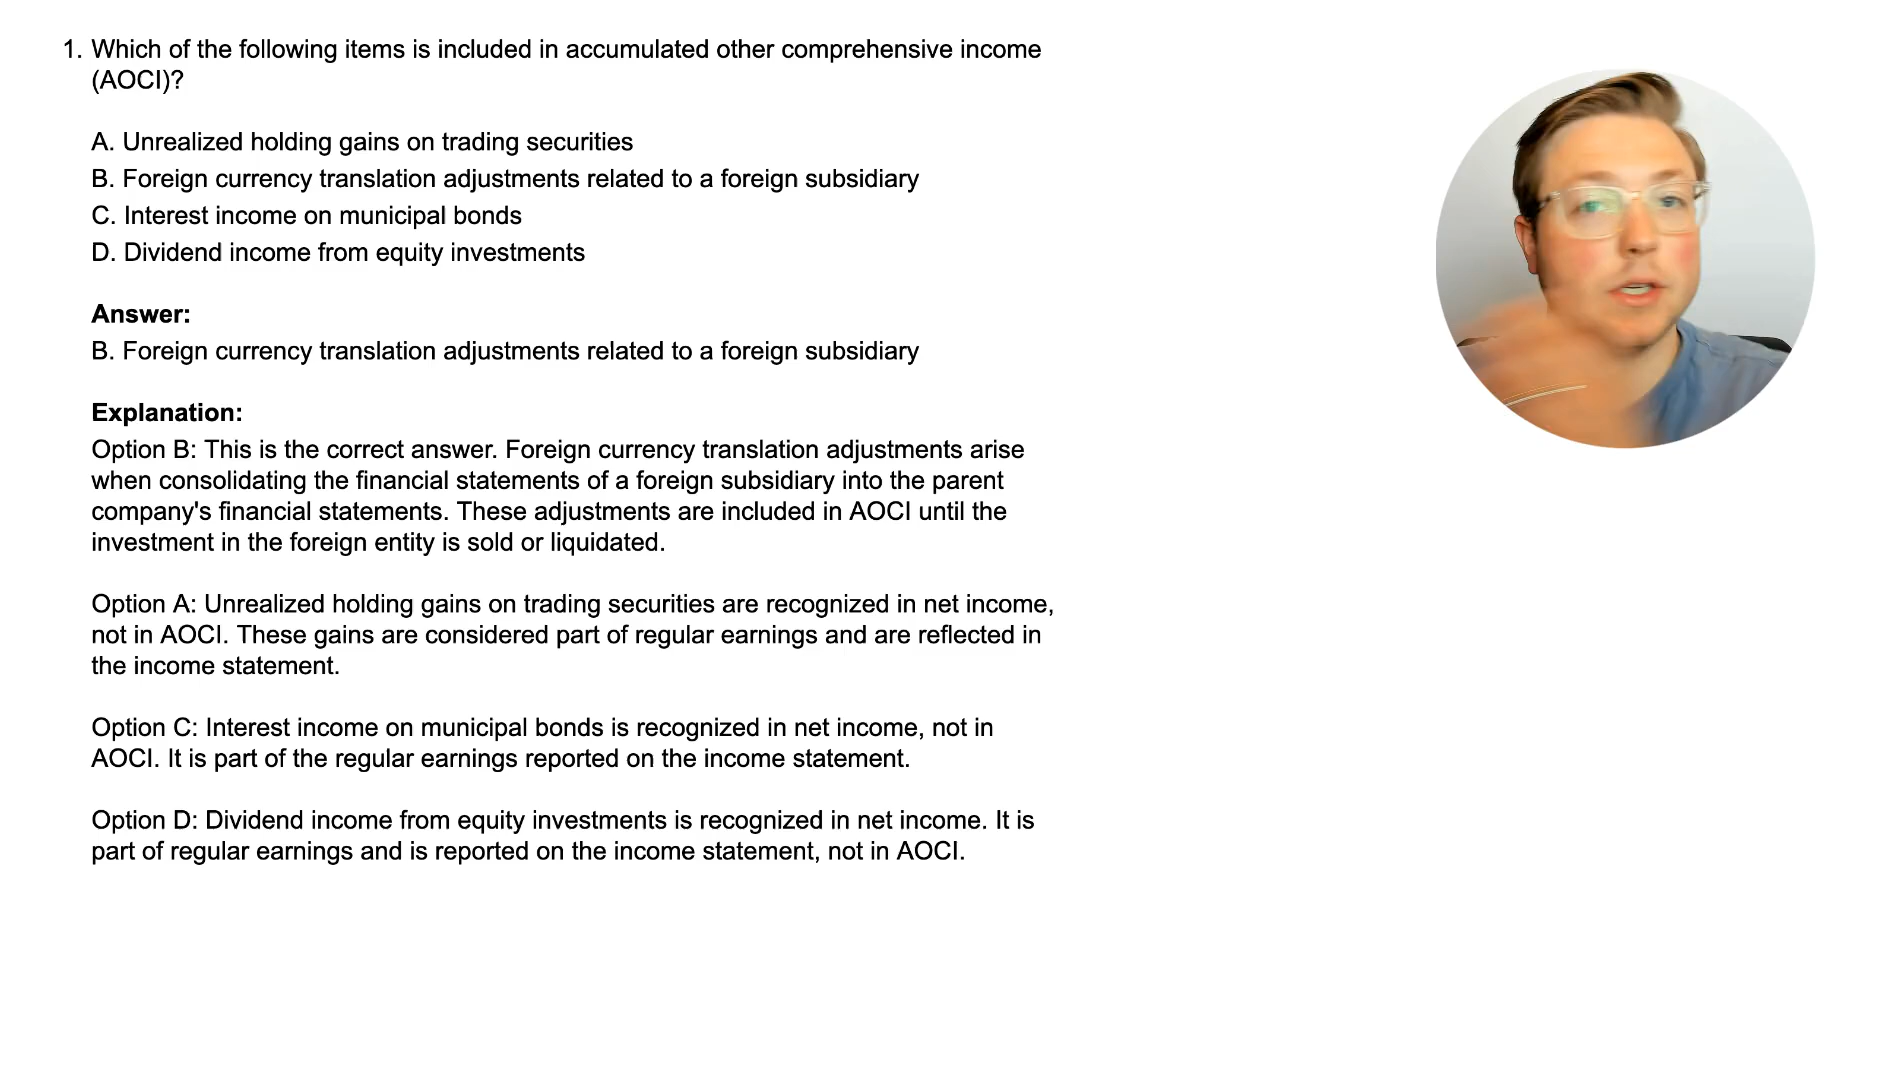 1. Which of the following items is included in accumulated other comprehensive income
(AOCI)?
A. Unrealized holding gains on trading securities
B. Foreign currency translation adjustments related to a foreign subsidiary
C. Interest income on municipal bonds
D. Dividend income from equity investments
Answer:
B. Foreign currency translation adjustments related to a foreign subsidiary
Explanation:
Option B: This is the correct answer. Foreign currency translation adjustments arise
when consolidating the financial statements of a foreign subsidiary into the parent
company's financial statements. These adjustments are included in AOCI until the
investment in the foreign entity is sold or liquidated.
Option A: Unrealized holding gains on trading securities are recognized in net income,
not in AOCI. These gains are considered part of regular earnings and are reflected in
the income statement.
Option C: Interest income on municipal bonds is recognized in net income, not in
AOCI. It is part of the regular earnings reported on the income statement.
Option D: Dividend income from equity investments is recognized in net income. It is
part of regular earnings and is reported on the income statement, not in AOCI.